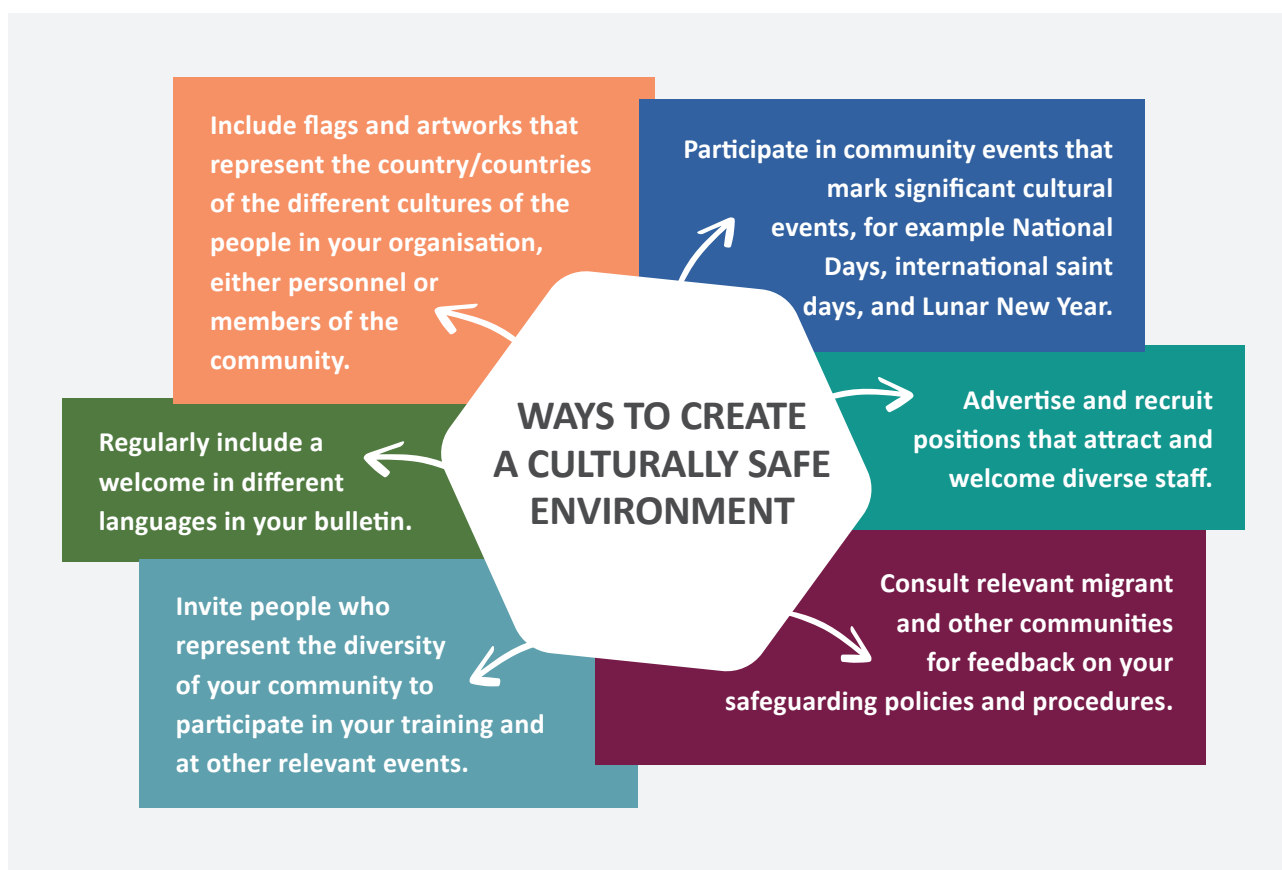 Include flags and artworks that
represent the country/countries
of the different cultures of the
people in your organisation,
either personnel or
members of the
community.
Participate in community events that
mark significant cultural
events, for example National
Days, international saint
days, and Lunar New Year.
Regularly include a
welcome in different
languages in your bulletin.
WAYS TO CREATE
A CULTURALLY SAFE
ENVIRONMENT
Advertise and recruit
positions that attract and
welcome diverse staff.
Invite people who
represent the diversity
of your community to
participate in your training and
at other relevant events.
Consult relevant migrant
and other communities
for feedback on your
safeguarding policies and procedures.